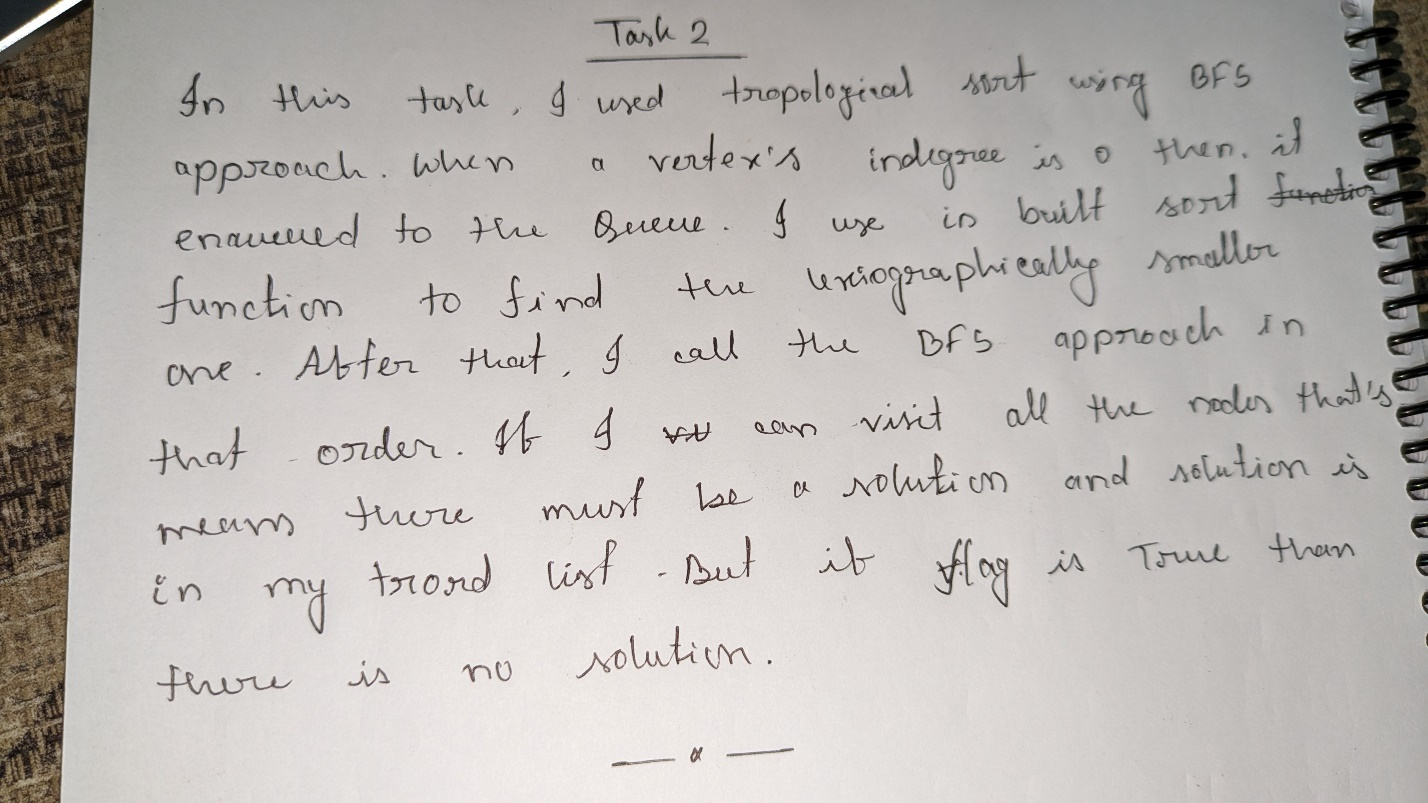 Task 2
In this task, I used tropological sort using BFS
approach. When a vertex's indegree is 0 then. it
enqueued to the Queue. I use in built sort function
function to find the lexiographically smaller
one. After that, I call the BFS approach in
that order. If I can visit all the nodes that's
means there must be a solution and solution is
in my trord list. But if flag is True than
there is no solution.